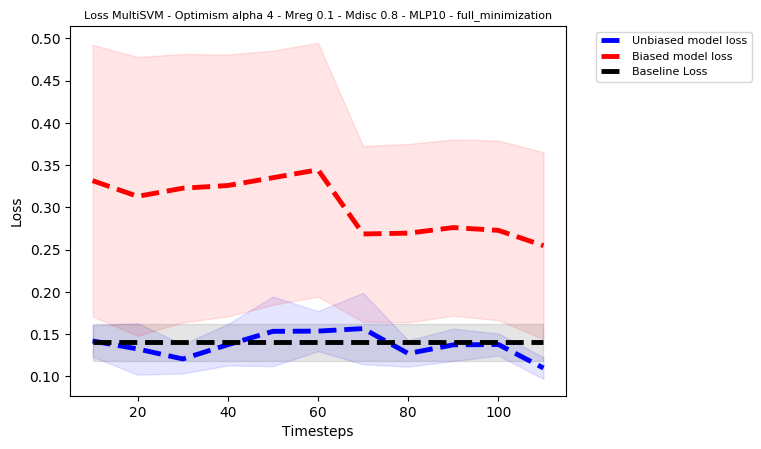 Loss MultiSVM - Optimism alpha 4 - Mreg 0.1 - Mdisc 0.8 - MLP10 - full_minimization
Unbiased model loss
Biased model loss
Baseline Loss
Loss
0.50
0.45
0.40
0.35
0.30
0.25
0.20
0.15
0.10
20
40
60
80
100
Timesteps